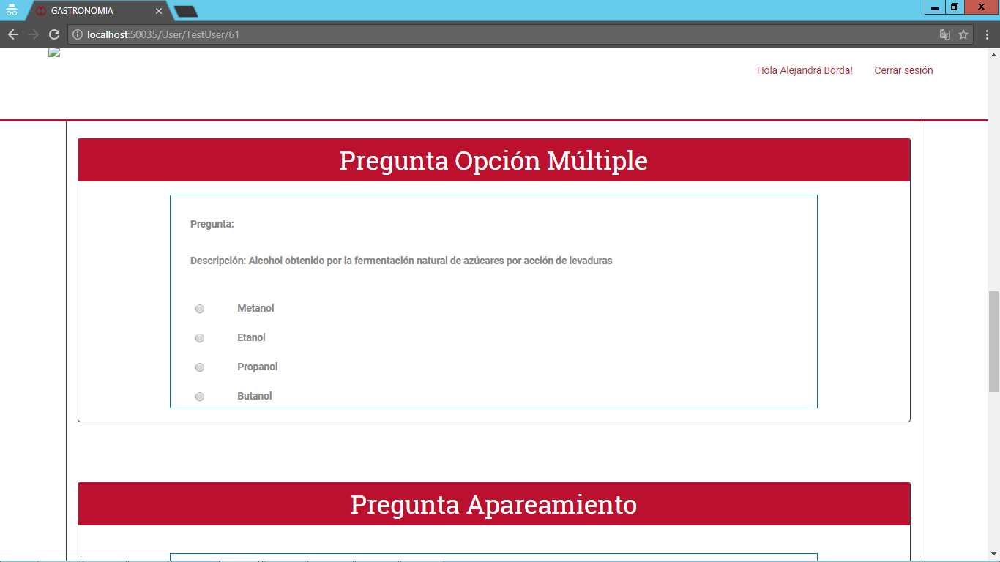 GASTRONOMIA
localhost:50035/User/TestUser/61
Hola Alejandra Borda!
Cerrar sesión
Pregunta Opción Múltiple
Pregunta:
Descripción: Alcohol obtenido por la fermentación natural de azúcares por acción de levaduras
Metanol
Etanol
Propanol
Butanol
Pregunta Apareamiento